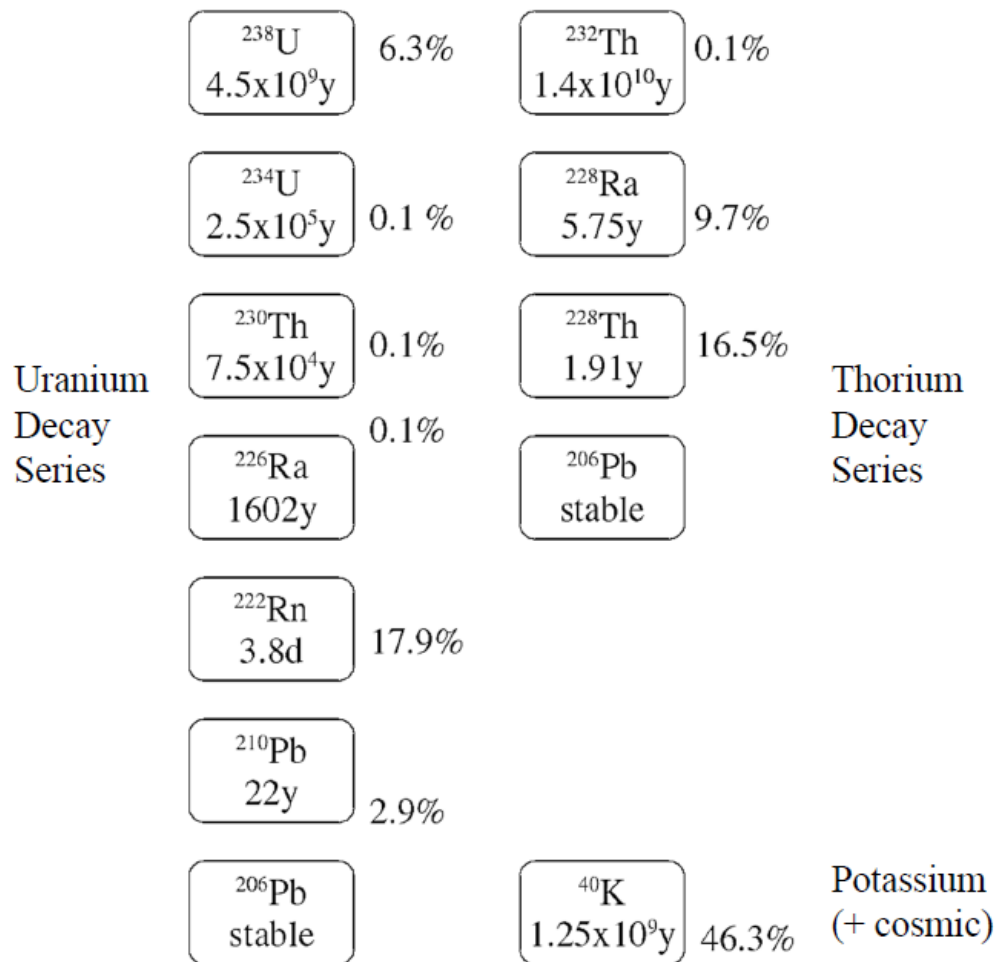 ²³⁸U
4.5x10⁹y
6.3%
²³²Th
1.4x10¹⁰y
0.1%
²³⁴U
2.5x10⁵y
0.1 %
²²⁸Ra
5.75y
9.7%
²³⁰Th
7.5x10⁴y
0.1%
²²⁸Th
1.91y
16.5%
Uranium
Decay
Series
Thorium
Decay
Series
0.1%
²²⁶Ra
1602y
²⁰⁶Pb
stable
²²²Rn
3.8d
17.9%
²¹⁰Pb
22y
2.9%
²⁰⁶Pb
stable
⁴⁰K
1.25x10⁹y
46.3%
Potassium
(+ cosmic)